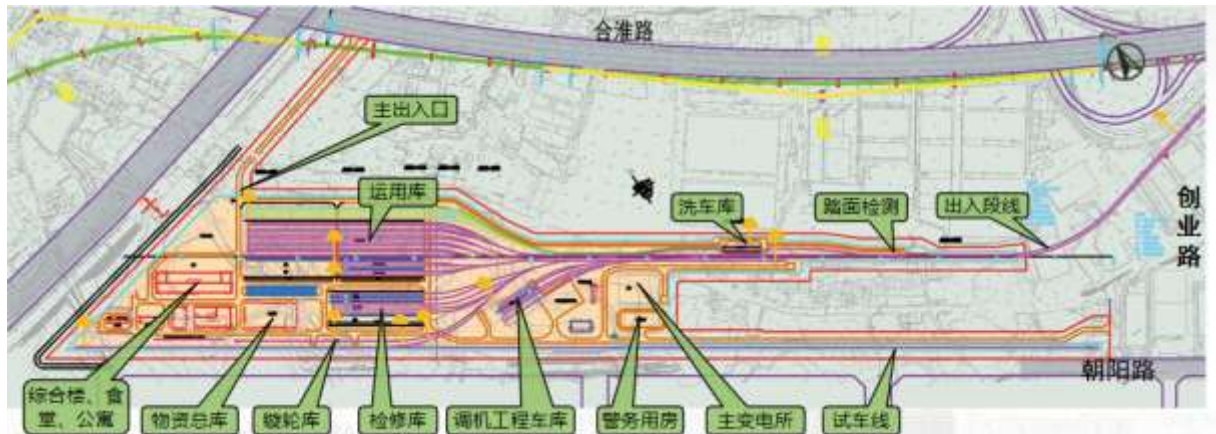 合淮路
主出入口
运用库
洗车库
踏面检测
出入段线
创业路
朝阳路
综合楼、食
堂、公寓
物资总库
镟轮库
检修库
调机工程车库
警务用房
主变电所
试车线